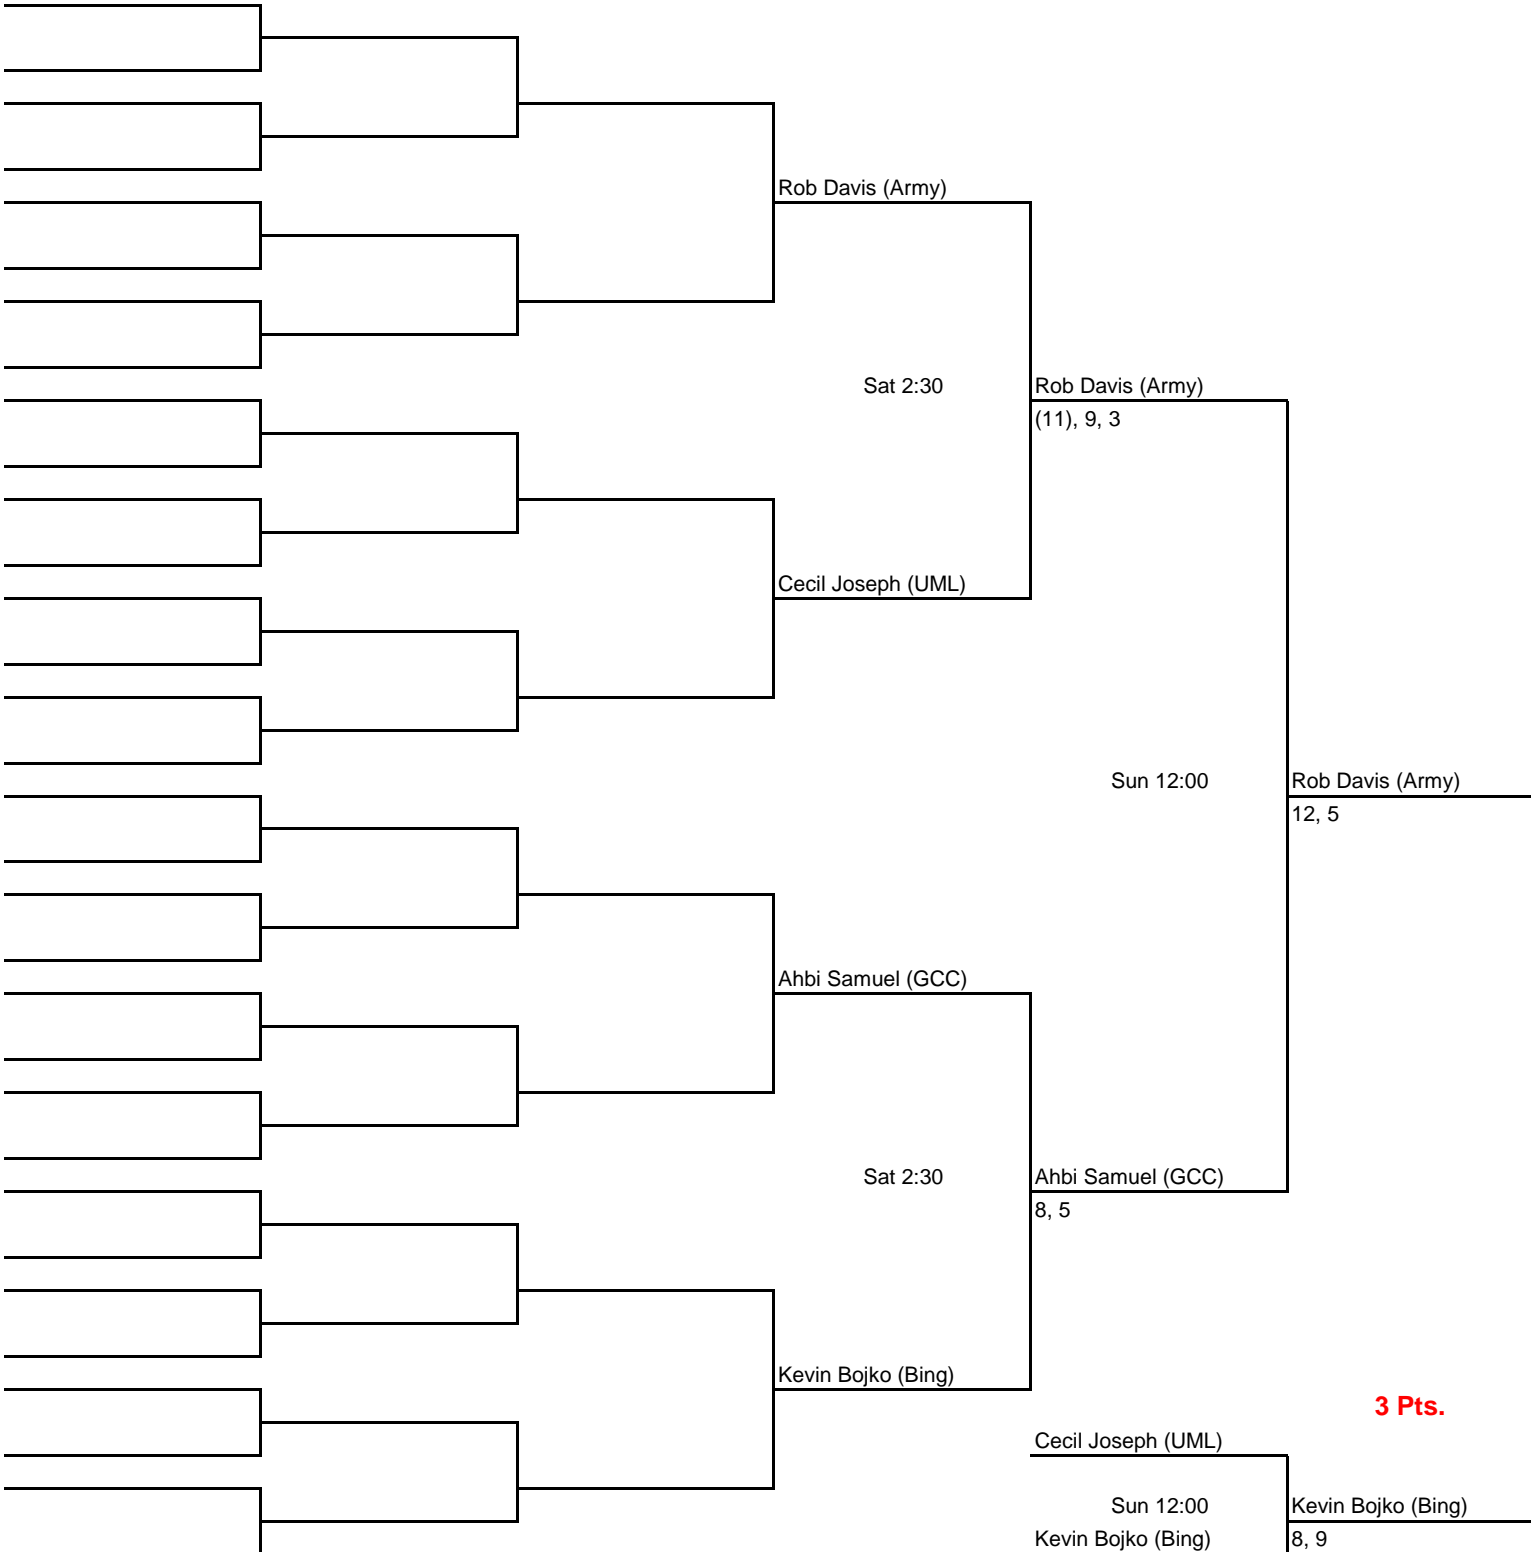 Rob Davis (Army)
Sat 2:30
Rob Davis (Army)
(11), 9, 3
Cecil Joseph (UML)
Sun 12:00
Rob Davis (Army)
12, 5
Ahbi Samuel (GCC)
Sat 2:30
Ahbi Samuel (GCC)
8, 5
Kevin Bojko (Bing)
3 Pts.
Cecil Joseph (UML)
Sun 12:00
Kevin Bojko (Bing)
Kevin Bojko (Bing)
8, 9